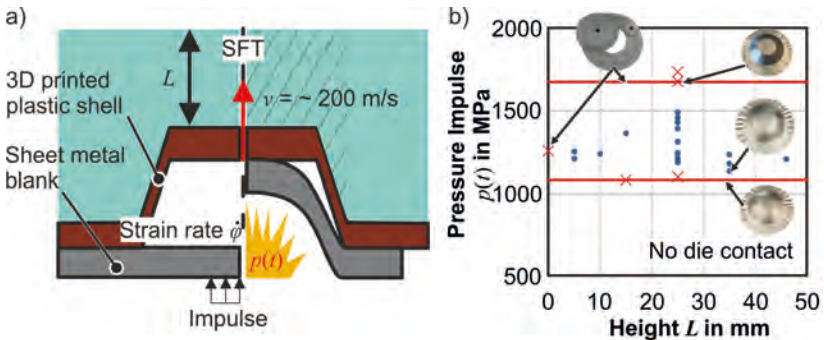 a)
SFT
L
3D printed
plastic shell
v = ~ 200 m/s
Sheet metal
blank
Strain rate φ̇
p(t)
Impulse
b)
Pressure Impulse
p(t) in MPa
2000
1500
1000
500
No die contact
0 10 20 30 40 50
Height L in mm